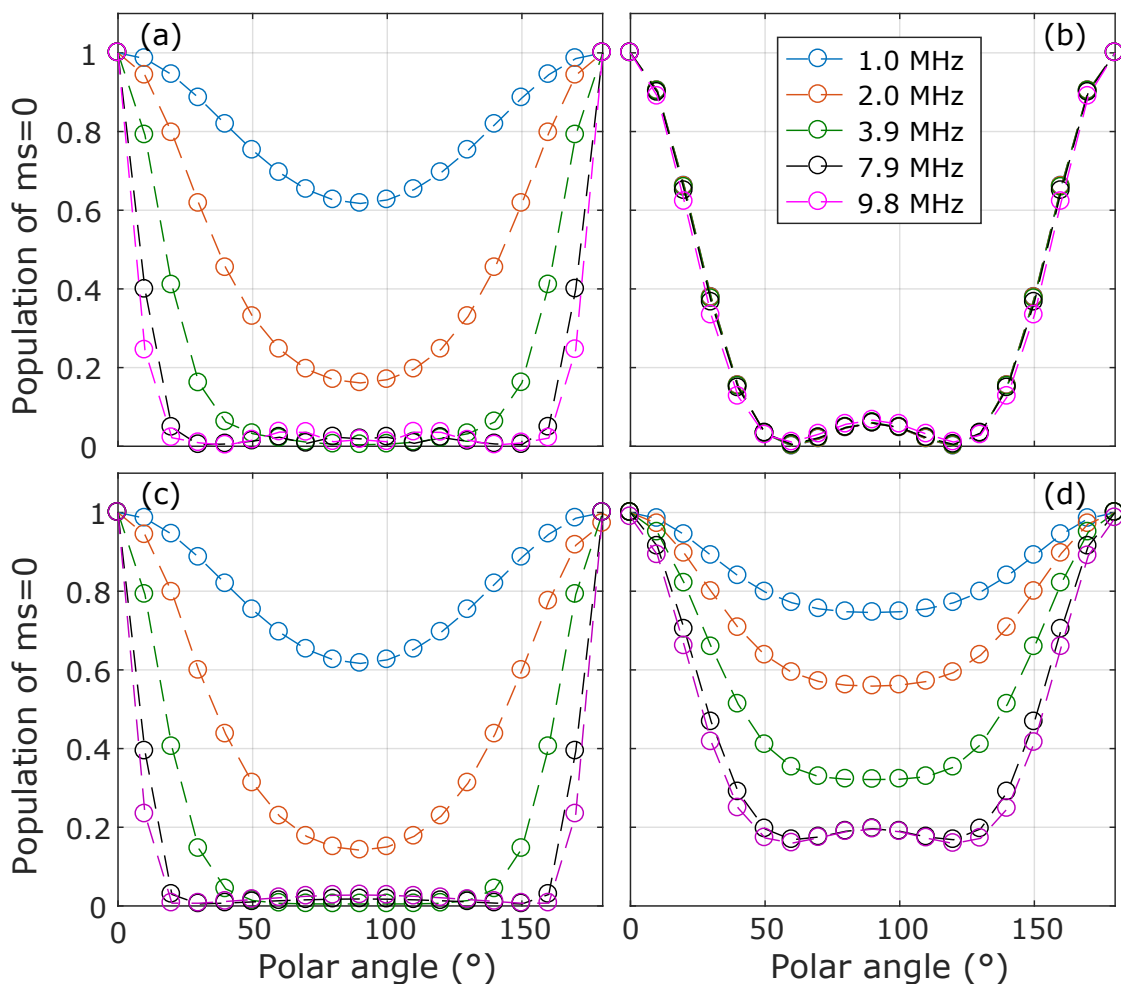 (a)
(b)
1
0.8
0.6
0.4
0.2
0
Population of ms=0
1.0 MHz
2.0 MHz
3.9 MHz
7.9 MHz
9.8 MHz
(c)
(d)
1
0.8
0.6
0.4
0.2
0
Population of ms=0
0 50 100 150
0 50 100 150
Polar angle (°)
Polar angle (°)